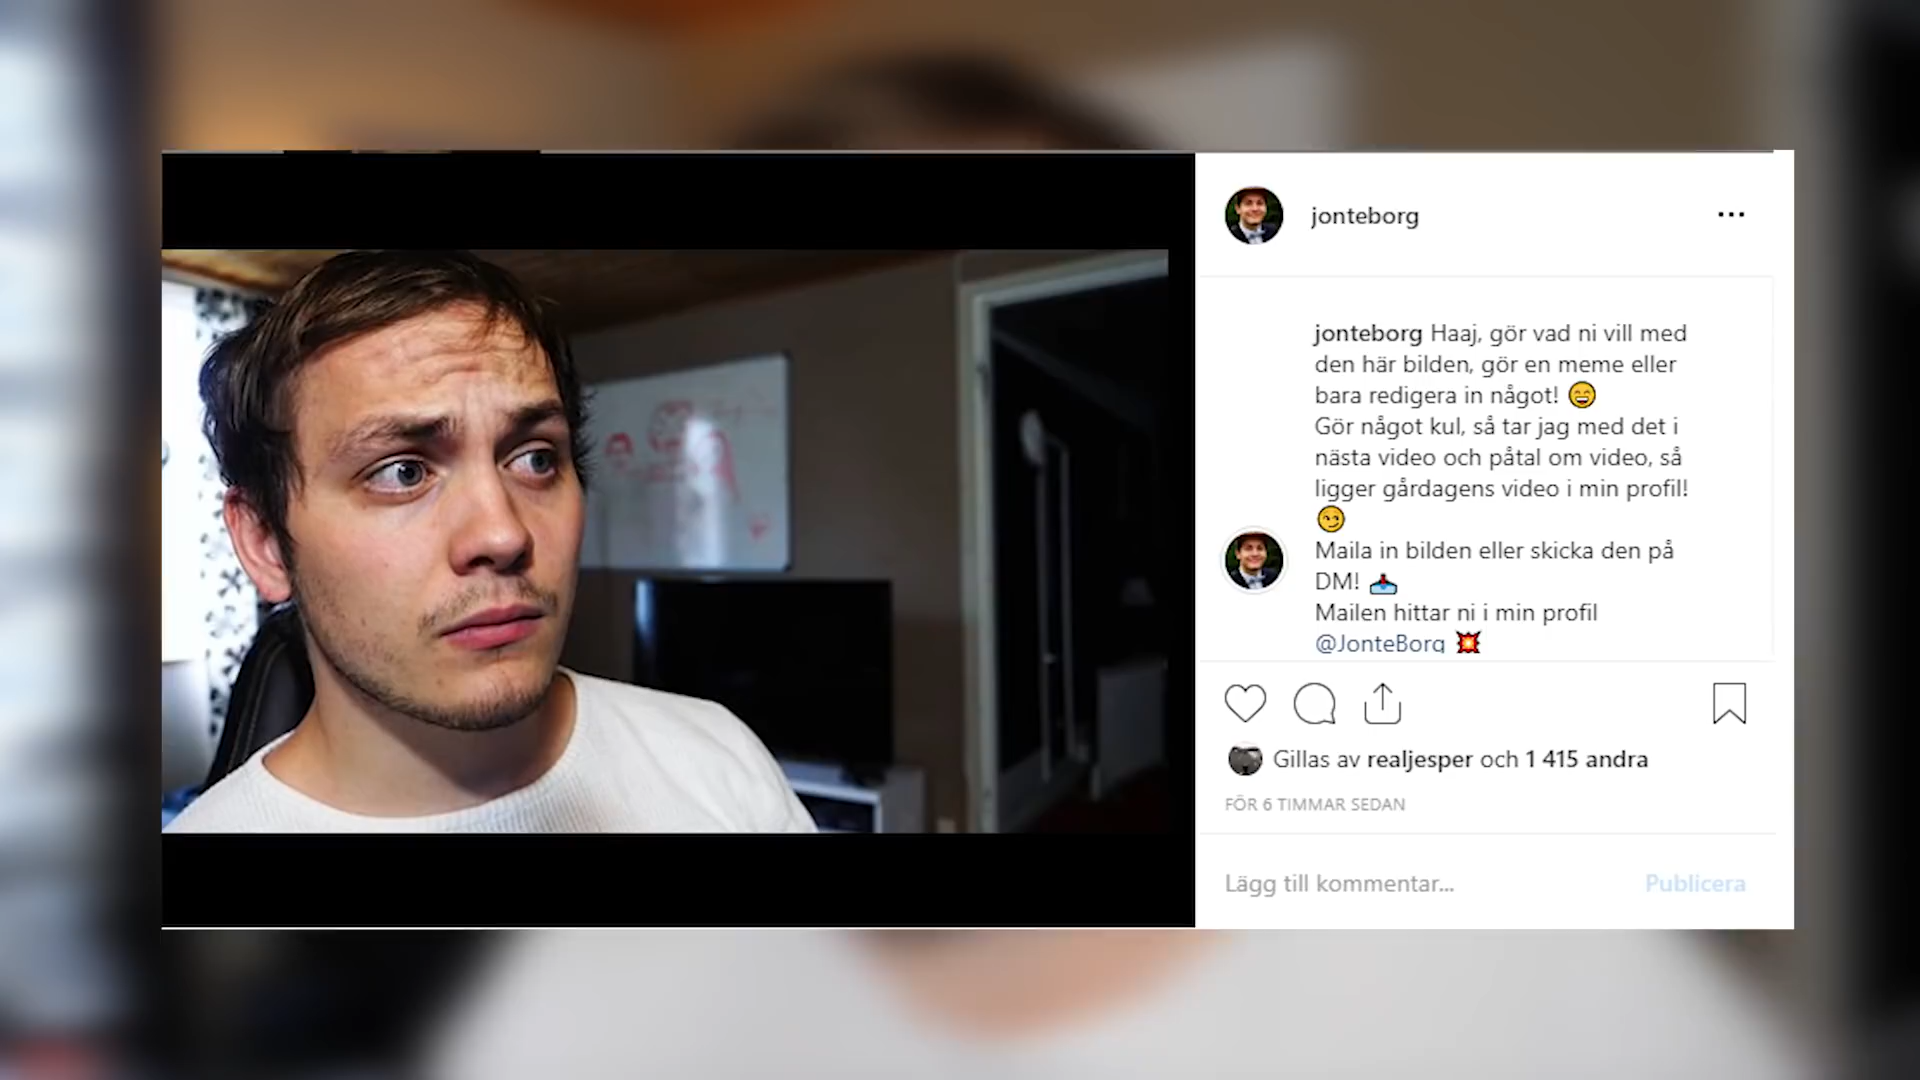 jonteborg
jonteborg Haaj, gör vad ni vill med
den här bilden, gör en meme eller
bara redigera in något! 😄
Gör något kul, så tar jag med det i
nästa video och påtal om video, så
ligger gårdagens video i min profil!
😏
Maila in bilden eller skicka den på
DM! 📥
Mailen hittar ni i min profil
@JonteBorg 💥
Gillas av realjesper och 1 415 andra
FÖR 6 TIMMAR SEDAN
Lägg till kommentar...
Publicera